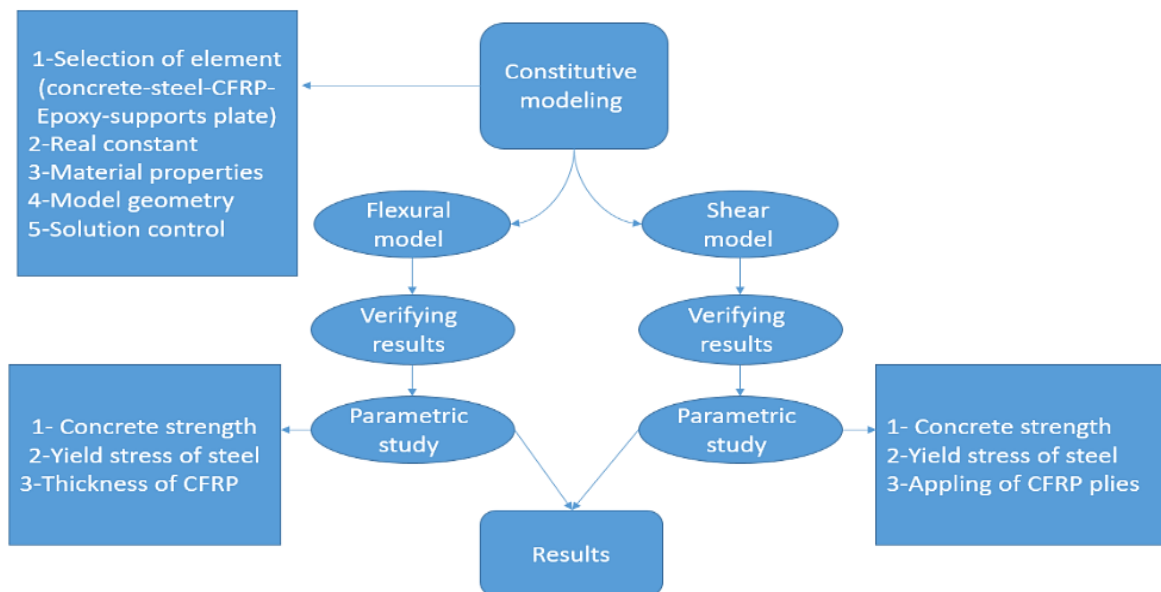 1-Selection of element
(concrete-steel-CFRP-
Epoxy-supports plate)
2-Real constant
3-Material properties
4-Model geometry
5-Solution control
Constitutive
modeling
Flexural
model
Shear
model
Verifying
results
Verifying
results
1- Concrete strength
2-Yield stress of steel
3-Thickness of CFRP
Parametric
study
Parametric
study
1- Concrete strength
2-Yield stress of steel
3-Appling of CFRP plies
Results